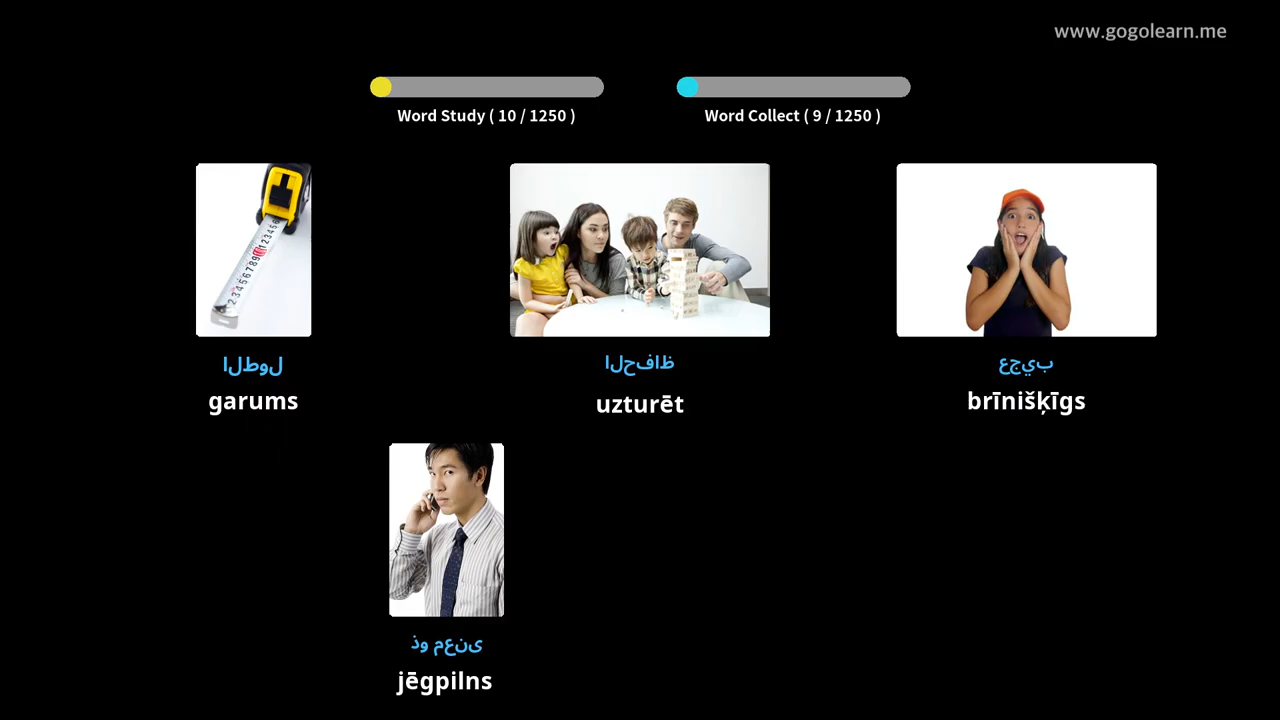 www.gogolearn.me
Word Study ( 10 / 1250 )
Word Collect ( 9 / 1250 )
الطول
garums
الحفاظ
uzturēt
عجيب
brīnišķīgs
ذو معنى
jēgpilns